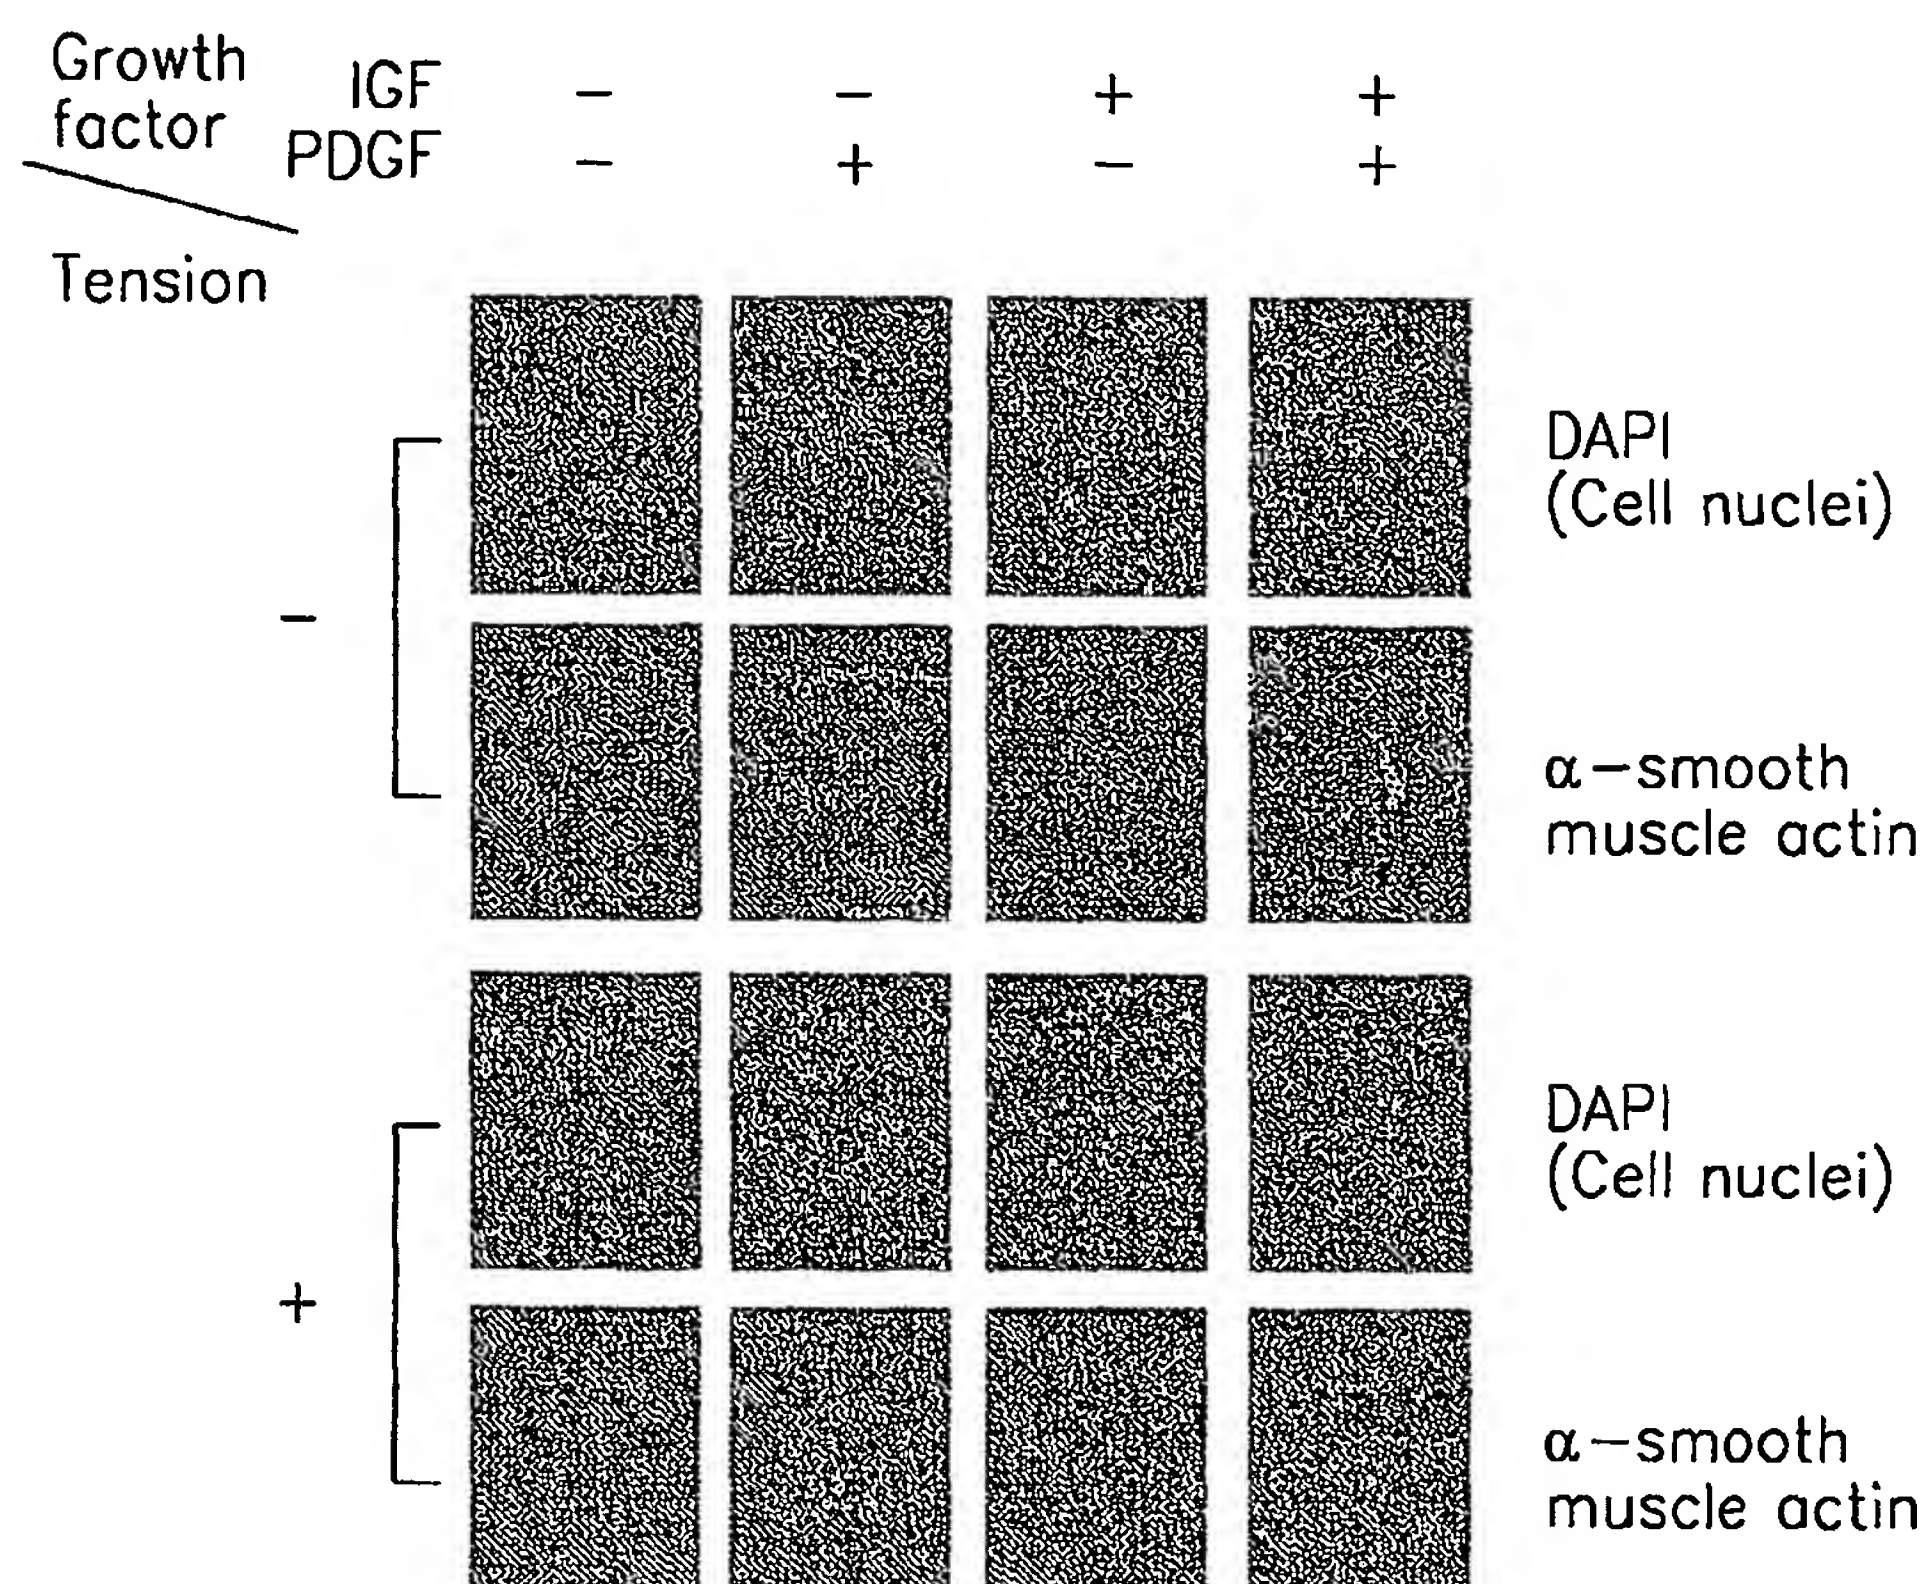 Growth
factor
IGF − − + +
PDGF − + − +
Tension
DAPI
(Cell nuclei)
−
α−smooth
muscle actin
DAPI
(Cell nuclei)
+
α−smooth
muscle actin